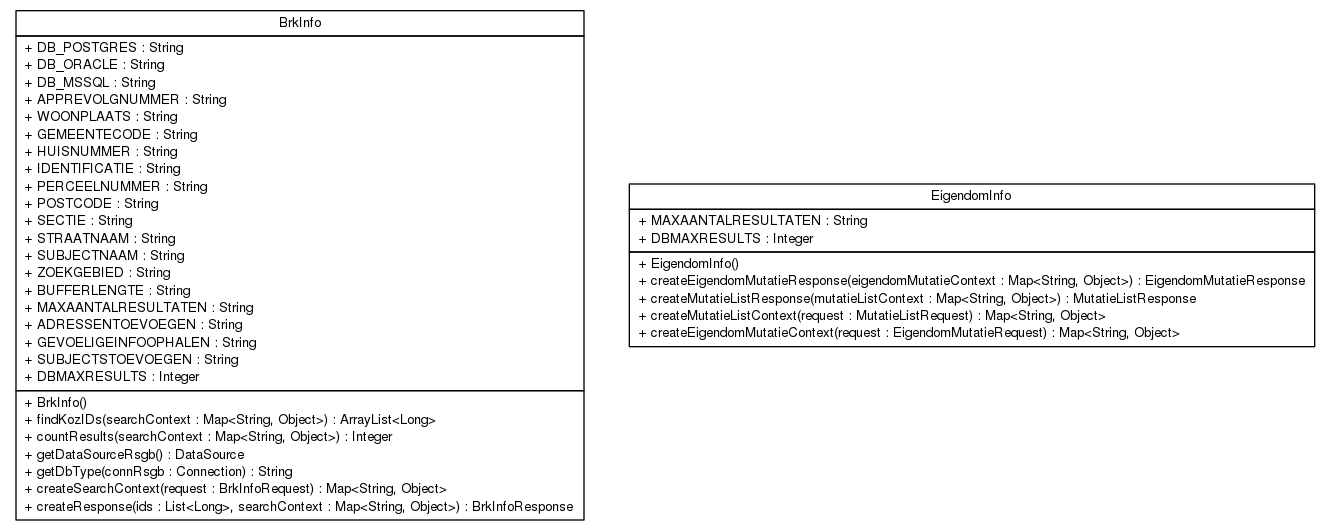 BrkInfo
+ DB_POSTGRES : String
+ DB_ORACLE : String
+ DB_MSSQL : String
+ APPREVOLGNUMMER : String
+ WOONPLAATS : String
+ GEMEENTECODE : String
+ HUISNUMMER : String
+ IDENTIFICATIE : String
+ PERCEELNUMMER : String
+ POSTCODE : String
+ SECTIE : String
+ STRAATNAAM : String
+ SUBJECTNAAM : String
+ ZOEKGEBIED : String
+ BUFFERLENGTE : String
+ MAXAANTALRESULTATEN : String
+ ADRESSENTOEVOEGEN : String
+ GEVOELIGEINFOOPHALEN : String
+ SUBJECTSTOEVOEGEN : String
+ DBMAXRESULTS : Integer
+ BrkInfo()
+ findKozIDs(searchContext : Map<String, Object>) : ArrayList<Long>
+ countResults(searchContext : Map<String, Object>) : Integer
+ getDataSourceRsgb() : DataSource
+ getDbType(connRsgb : Connection) : String
+ createSearchContext(request : BrkInfoRequest) : Map<String, Object>
+ createResponse(ids : List<Long>, searchContext : Map<String, Object>) : BrkInfoResponse
EigendomInfo
+ MAXAANTALRESULTATEN : String
+ DBMAXRESULTS : Integer
+ EigendomInfo()
+ createEigendomMutatieResponse(eigendomMutatieContext : Map<String, Object>) : EigendomMutatieResponse
+ createMutatieListResponse(mutatieListContext : Map<String, Object>) : MutatieListResponse
+ createMutatieListContext(request : MutatieListRequest) : Map<String, Object>
+ createEigendomMutatieContext(request : EigendomMutatieRequest) : Map<String, Object>